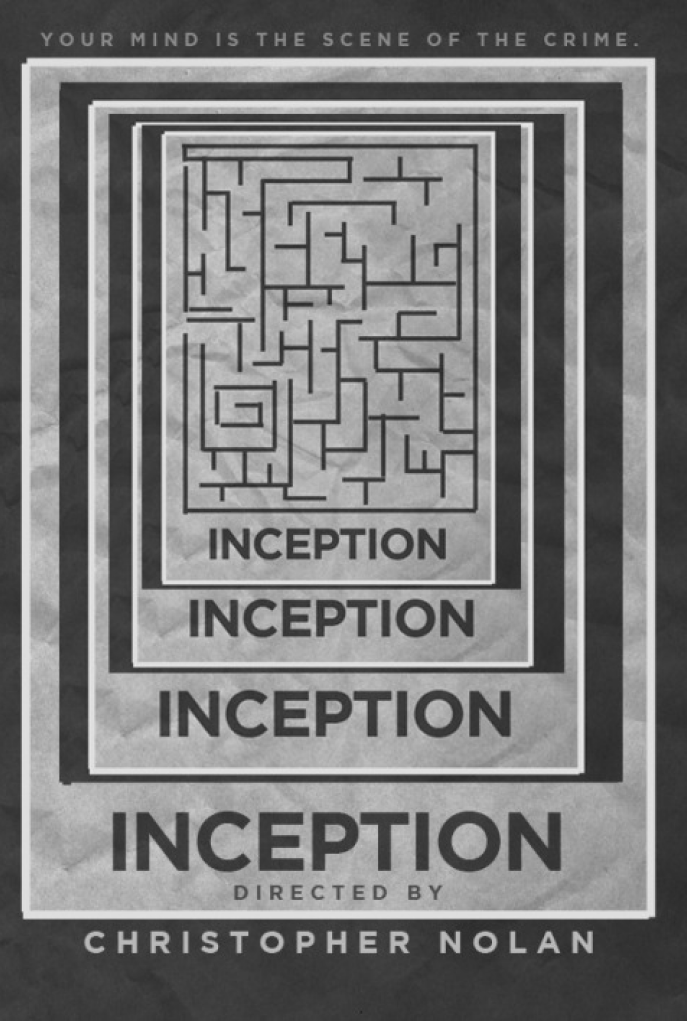 YOUR MIND IS THE SCENE OF THE CRIME.
INCEPTION
INCEPTION
INCEPTION
INCEPTION
DIRECTED BY
CHRISTOPHER NOLAN